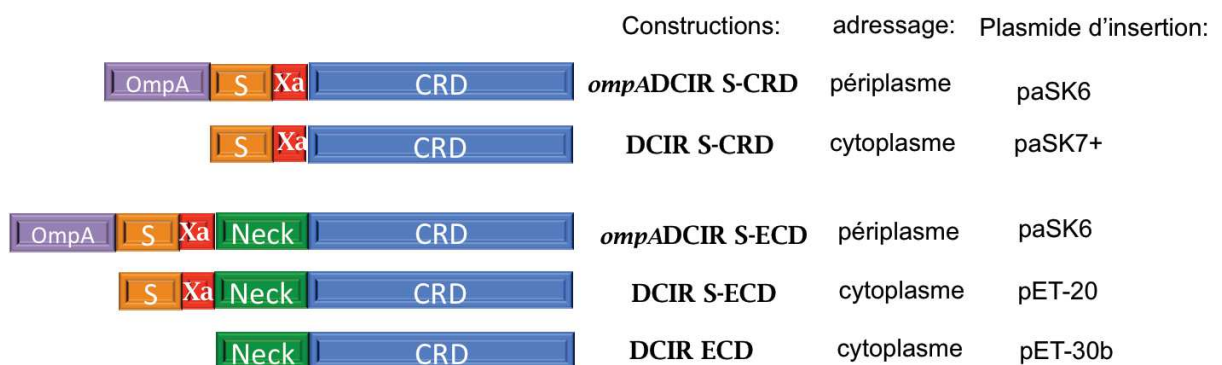 Constructions: adressage: Plasmide d'insertion:
OmpA S Xa CRD ompADCIR S-CRD périplasme paSK6
S Xa CRD DCIR S-CRD cytoplasme paSK7+
OmpA S Xa Neck CRD ompADCIR S-ECD périplasme paSK6
S Xa Neck CRD DCIR S-ECD cytoplasme pET-20
Neck CRD DCIR ECD cytoplasme pET-30b